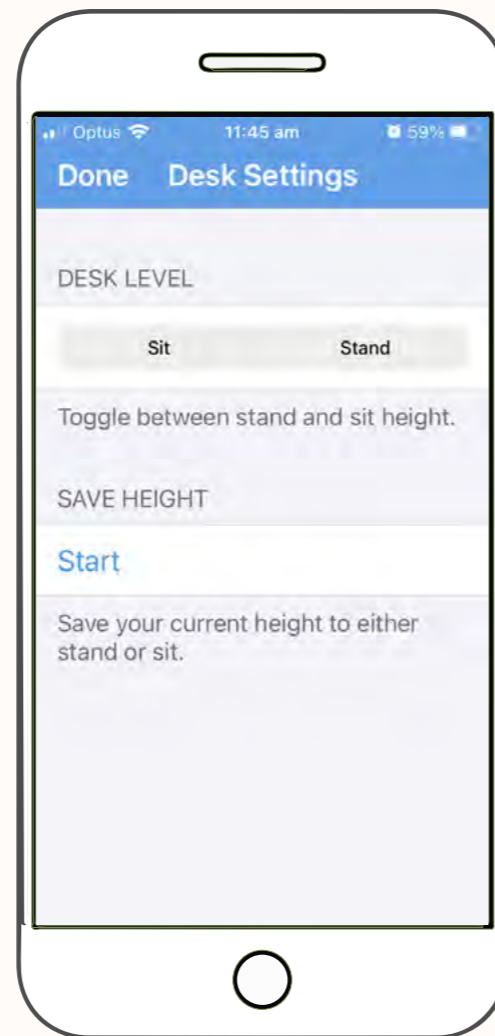 Optus 11:45 am 59%
Done Desk Settings
DESK LEVEL
Sit Stand
Toggle between stand and sit height.
SAVE HEIGHT
Start
Save your current height to either
stand or sit.